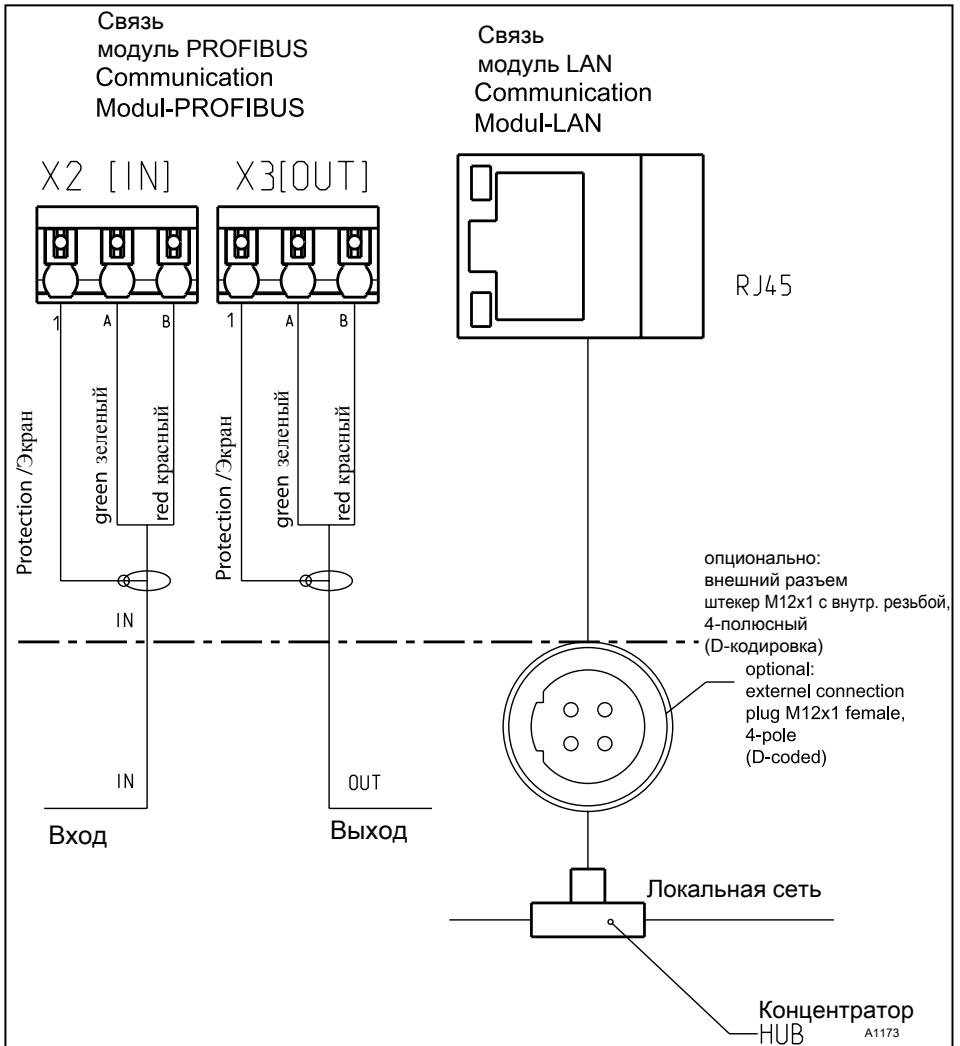 Связь
модуль PROFIBUS
Communication
Modul-PROFIBUS
Связь
модуль LAN
Communication
Modul-LAN
X2 [IN]
X3[OUT]
RJ45
1
A
B
1
A
B
Protection /Экран
green зеленый
red красный
Protection /Экран
green зеленый
red красный
IN
опционально:
внешний разъем
штекер M12x1 с внутр. резьбой,
4-полюсный
(D-кодировка)
optional:
externel connection
plug M12x1 female,
4-pole
(D-coded)
IN
OUT
Вход
Выход
Локальная сеть
Концентратор
HUB
A1173